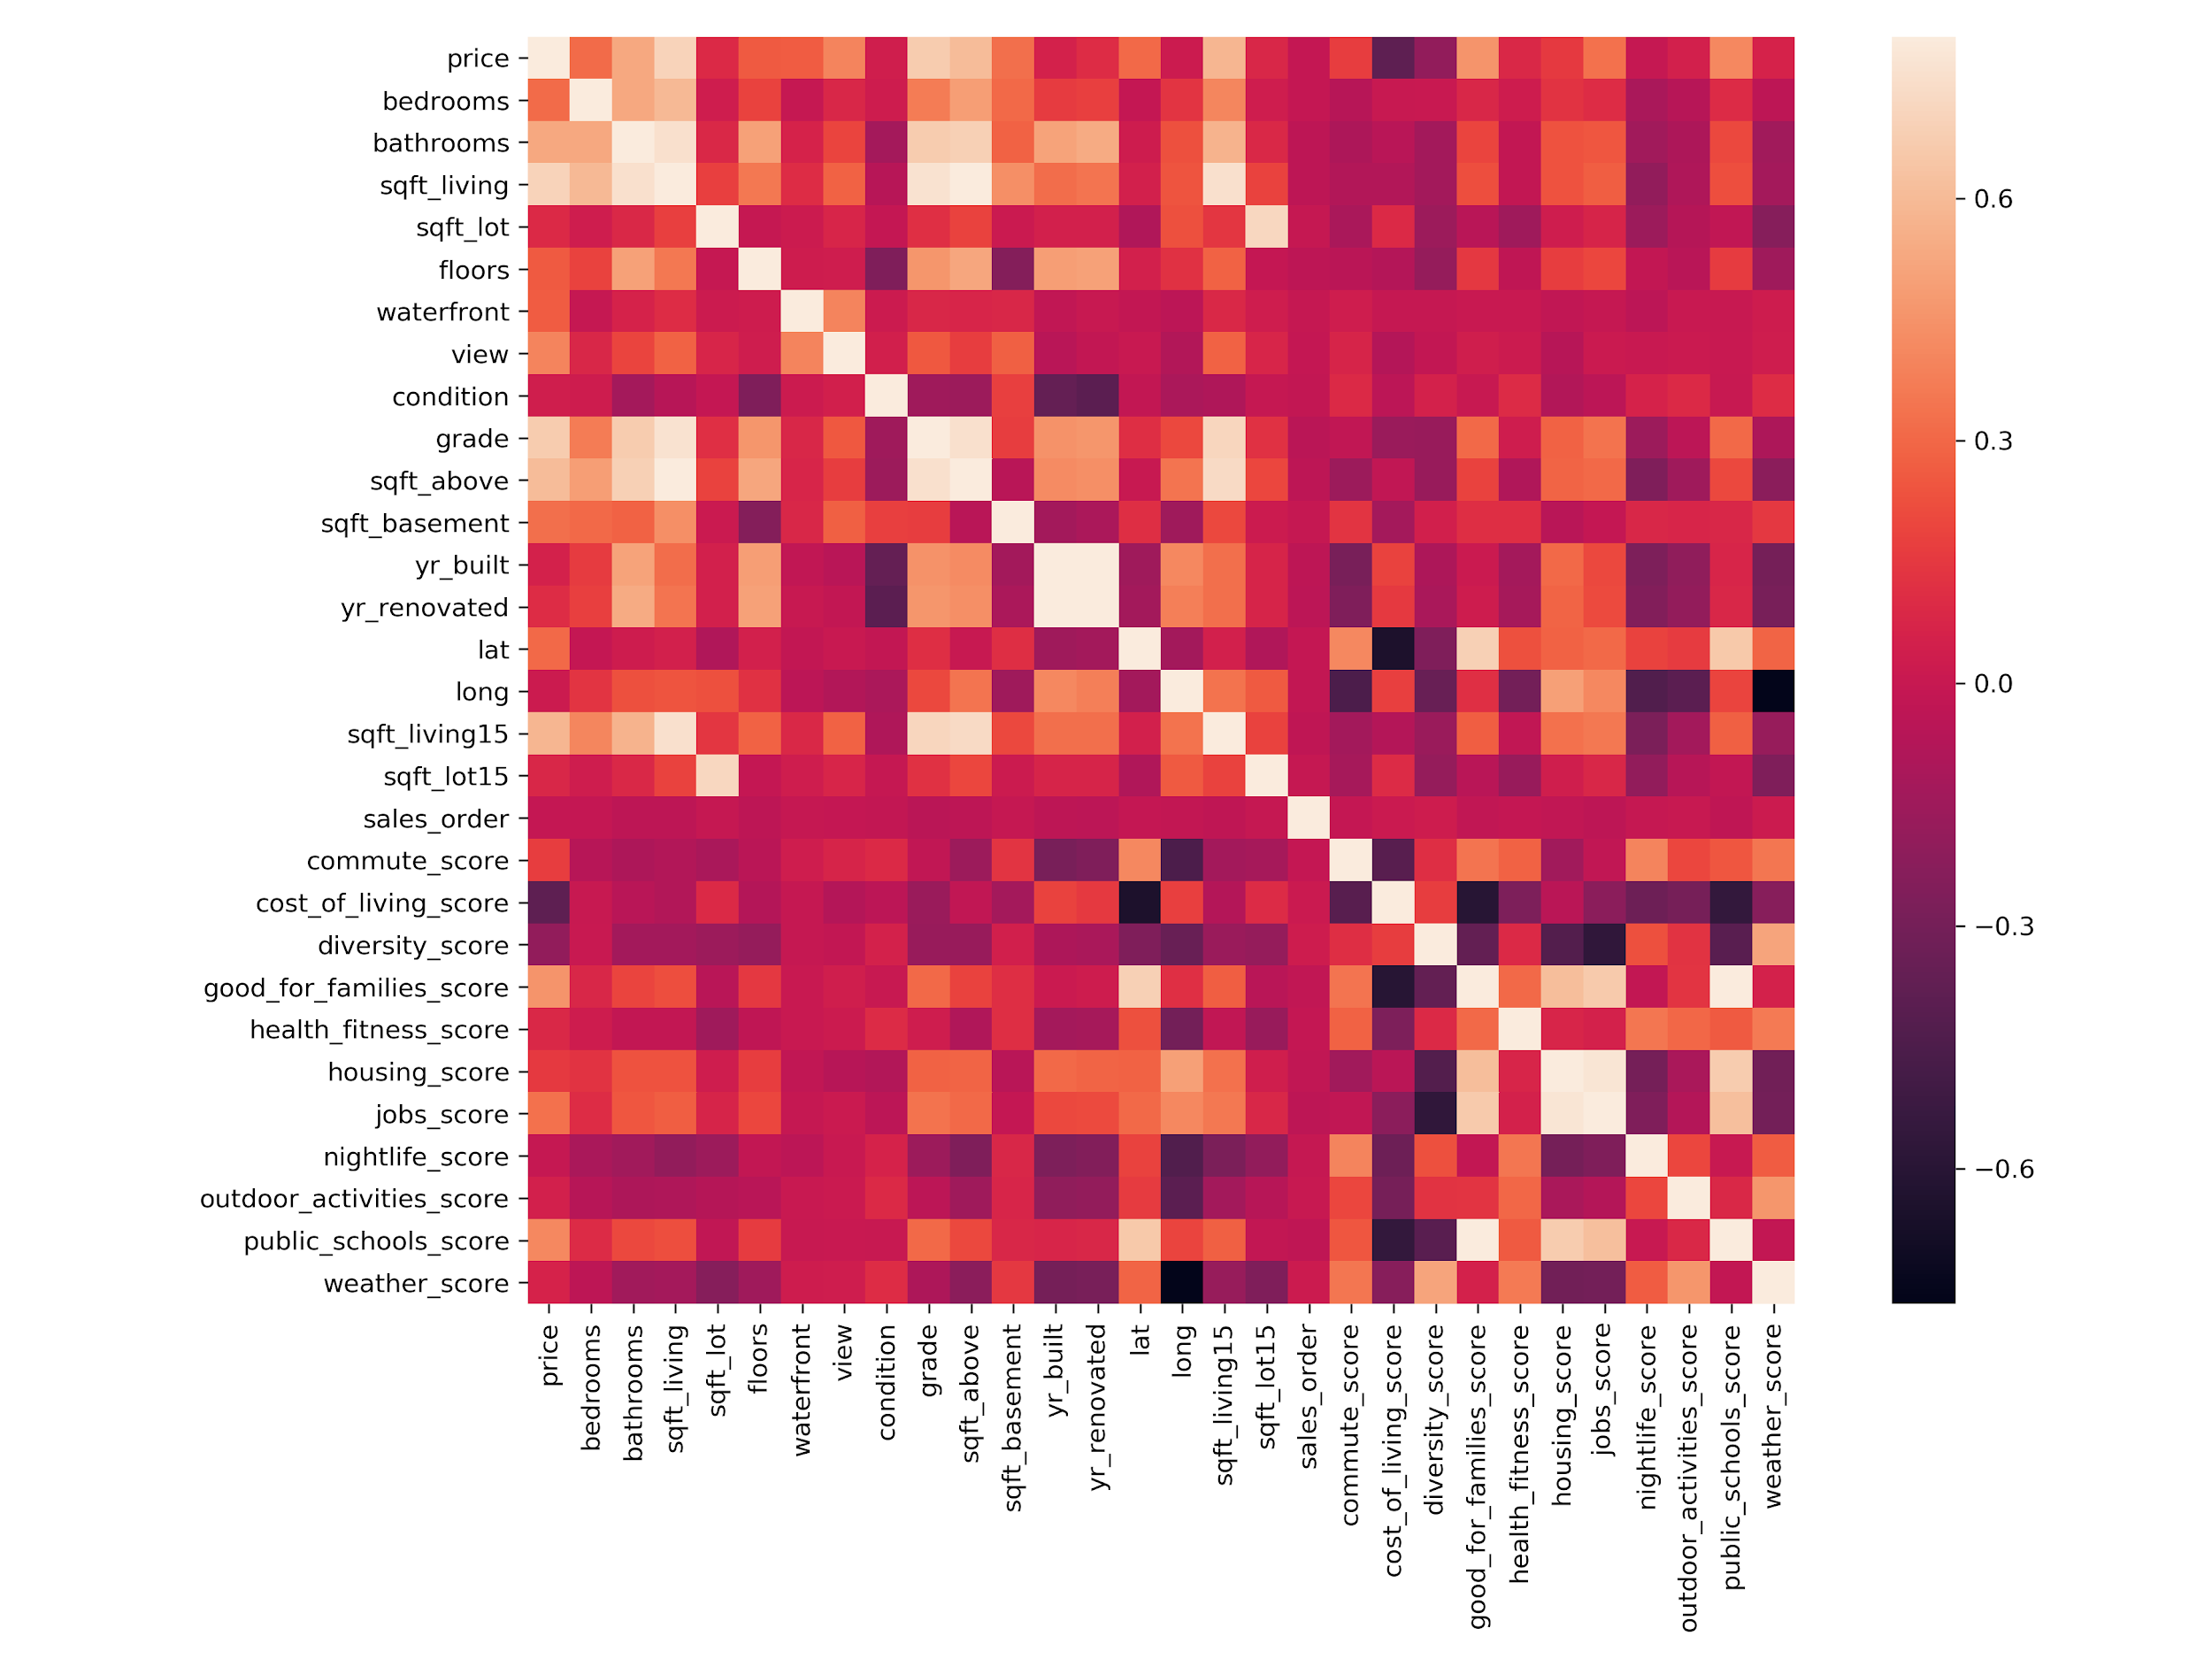 price
bedrooms
bathrooms
sqft_living
sqft_lot
floors
waterfront
view
condition
grade
sqft_above
sqft_basement
yr_built
yr_renovated
lat
long
sqft_living15
sqft_lot15
sales_order
commute_score
cost_of_living_score
diversity_score
good_for_families_score
health_fitness_score
housing_score
jobs_score
nightlife_score
outdoor_activities_score
public_schools_score
weather_score
price
bedrooms
bathrooms
sqft_living
sqft_lot
floors
waterfront
view
condition
grade
sqft_above
sqft_basement
yr_built
yr_renovated
lat
long
sqft_living15
sqft_lot15
sales_order
commute_score
cost_of_living_score
diversity_score
good_for_families_score
health_fitness_score
housing_score
jobs_score
nightlife_score
outdoor_activities_score
public_schools_score
weather_score
0.6
0.3
0.0
−0.3
−0.6